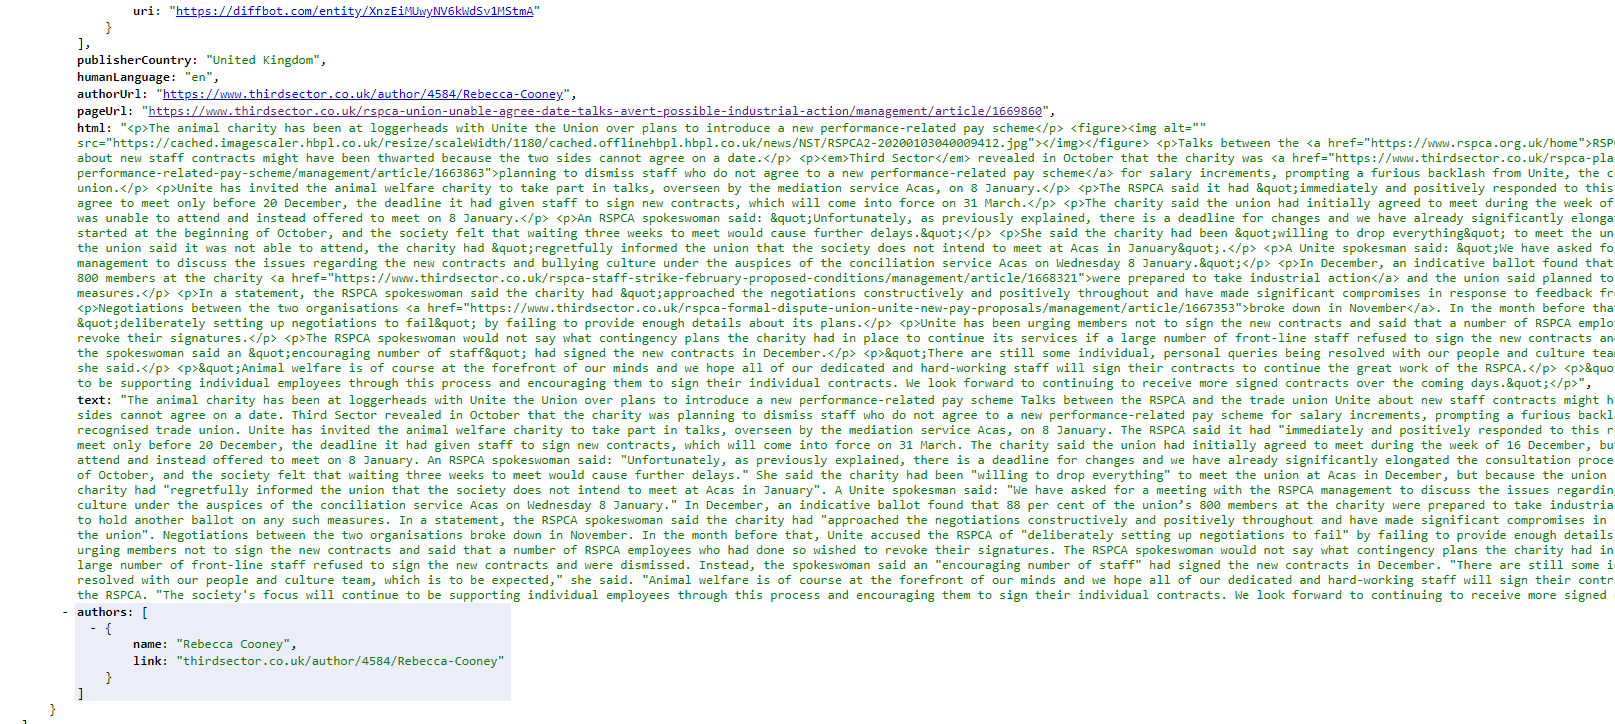 uri: "https://diffbot.com/entity/XnzEiMUwyNV6kWdSv1MStmA"
}
],
publisherCountry: "United Kingdom",
humanLanguage: "en",
authorUrl: "https://www.thirdsector.co.uk/author/4584/Rebecca-Cooney",
pageUrl: "https://www.thirdsector.co.uk/rspca-union-unable-agree-date-talks-avert-possible-industrial-action/management/article/1669860",
html: "<p>The animal charity has been at loggerheads with Unite the Union over plans to introduce a new performance-related pay scheme</p> <figure><img alt=""
src="https://cached.imagescaler.hbpl.co.uk/resize/scaleWidth/1180/cached.offlinehbpl.hbpl.co.uk/news/NST/RSPCA2-20200103040009412.jpg"></img></figure> <p>Talks between the <a href="https://www.rspca.org.uk/home">RSP
about new staff contracts might have been thwarted because the two sides cannot agree on a date.</p> <p><em>Third Sector</em> revealed in October that the charity was <a href="https://www.thirdsector.co.uk/rspca-pla
performance-related-pay-scheme/management/article/1663863">planning to dismiss staff who do not agree to a new performance-related pay scheme</a> for salary increments, prompting a furious backlash from Unite, the c
union.</p> <p>Unite has invited the animal welfare charity to take part in talks, overseen by the mediation service Acas, on 8 January.</p> <p>The RSPCA said it had &quot;immediately and positively responded to this
agree to meet only before 20 December, the deadline it had given staff to sign new contracts, which will come into force on 31 March.</p> <p>The charity said the union had initially agreed to meet during the week of
was unable to attend and instead offered to meet on 8 January.</p> <p>An RSPCA spokeswoman said: &quot;Unfortunately, as previously explained, there is a deadline for changes and we have already significantly elonga
started at the beginning of October, and the society felt that waiting three weeks to meet would cause further delays.&quot;</p> <p>She said the charity had been &quot;willing to drop everything&quot; to meet the un
the union said it was not able to attend, the charity had &quot;regretfully informed the union that the society does not intend to meet at Acas in January&quot;.</p> <p>A Unite spokesman said: &quot;We have asked fo
management to discuss the issues regarding the new contracts and bullying culture under the auspices of the conciliation service Acas on Wednesday 8 January.&quot;</p> <p>In December, an indicative ballot found that
800 members at the charity <a href="https://www.thirdsector.co.uk/rspca-staff-strike-february-proposed-conditions/management/article/1668321">were prepared to take industrial action</a> and the union said planned to
measures.</p> <p>In a statement, the RSPCA spokeswoman said the charity had &quot;approached the negotiations constructively and positively throughout and have made significant compromises in response to feedback fr
<p>Negotiations between the two organisations <a href="https://www.thirdsector.co.uk/rspca-formal-dispute-union-unite-new-pay-proposals/management/article/1667353">broke down in November</a>. In the month before tha
&quot;deliberately setting up negotiations to fail&quot; by failing to provide enough details about its plans.</p> <p>Unite has been urging members not to sign the new contracts and said that a number of RSPCA emplo
revoke their signatures.</p> <p>The RSPCA spokeswoman would not say what contingency plans the charity had in place to continue its services if a large number of front-line staff refused to sign the new contracts an
the spokeswoman said an &quot;encouraging number of staff&quot; had signed the new contracts in December.</p> <p>&quot;There are still some individual, personal queries being resolved with our people and culture tea
she said.</p> <p>&quot;Animal welfare is of course at the forefront of our minds and we hope all of our dedicated and hard-working staff will sign their contracts to continue the great work of the RSPCA.</p> <p>&qu
to be supporting individual employees through this process and encouraging them to sign their individual contracts. We look forward to continuing to receive more signed contracts over the coming days.&quot;</p>",
text: "The animal charity has been at loggerheads with Unite the Union over plans to introduce a new performance-related pay scheme Talks between the RSPCA and the trade union Unite about new staff contracts might h
sides cannot agree on a date. Third Sector revealed in October that the charity was planning to dismiss staff who do not agree to a new performance-related pay scheme for salary increments, prompting a furious backl
recognised trade union. Unite has invited the animal welfare charity to take part in talks, overseen by the mediation service Acas, on 8 January. The RSPCA said it had "immediately and positively responded to this r
meet only before 20 December, the deadline it had given staff to sign new contracts, which will come into force on 31 March. The charity said the union had initially agreed to meet during the week of 16 December, bu
attend and instead offered to meet on 8 January. An RSPCA spokeswoman said: "Unfortunately, as previously explained, there is a deadline for changes and we have already significantly elongated the consultation proce
of October, and the society felt that waiting three weeks to meet would cause further delays." She said the charity had been "willing to drop everything" to meet the union at Acas in December, but because the union
charity had "regretfully informed the union that the society does not intend to meet at Acas in January". A Unite spokesman said: "We have asked for a meeting with the RSPCA management to discuss the issues regardin
culture under the auspices of the conciliation service Acas on Wednesday 8 January." In December, an indicative ballot found that 88 per cent of the union's 800 members at the charity were prepared to take industria
to hold another ballot on any such measures. In a statement, the RSPCA spokeswoman said the charity had "approached the negotiations constructively and positively throughout and have made significant compromises in
the union". Negotiations between the two organisations broke down in November. In the month before that, Unite accused the RSPCA of "deliberately setting up negotiations to fail" by failing to provide enough details
urging members not to sign the new contracts and said that a number of RSPCA employees who had done so wished to revoke their signatures. The RSPCA spokeswoman would not say what contingency plans the charity had in
large number of front-line staff refused to sign the new contracts and were dismissed. Instead, the spokeswoman said an "encouraging number of staff" had signed the new contracts in December. "There are still some i
resolved with our people and culture team, which is to be expected," she said. "Animal welfare is of course at the forefront of our minds and we hope all of our dedicated and hard-working staff will sign their contr
the RSPCA. "The society's focus will continue to be supporting individual employees through this process and encouraging them to sign their individual contracts. We look forward to continuing to receive more signed
- authors: [
- {
name: "Rebecca Cooney",
link: "thirdsector.co.uk/author/4584/Rebecca-Cooney"
}
]
}